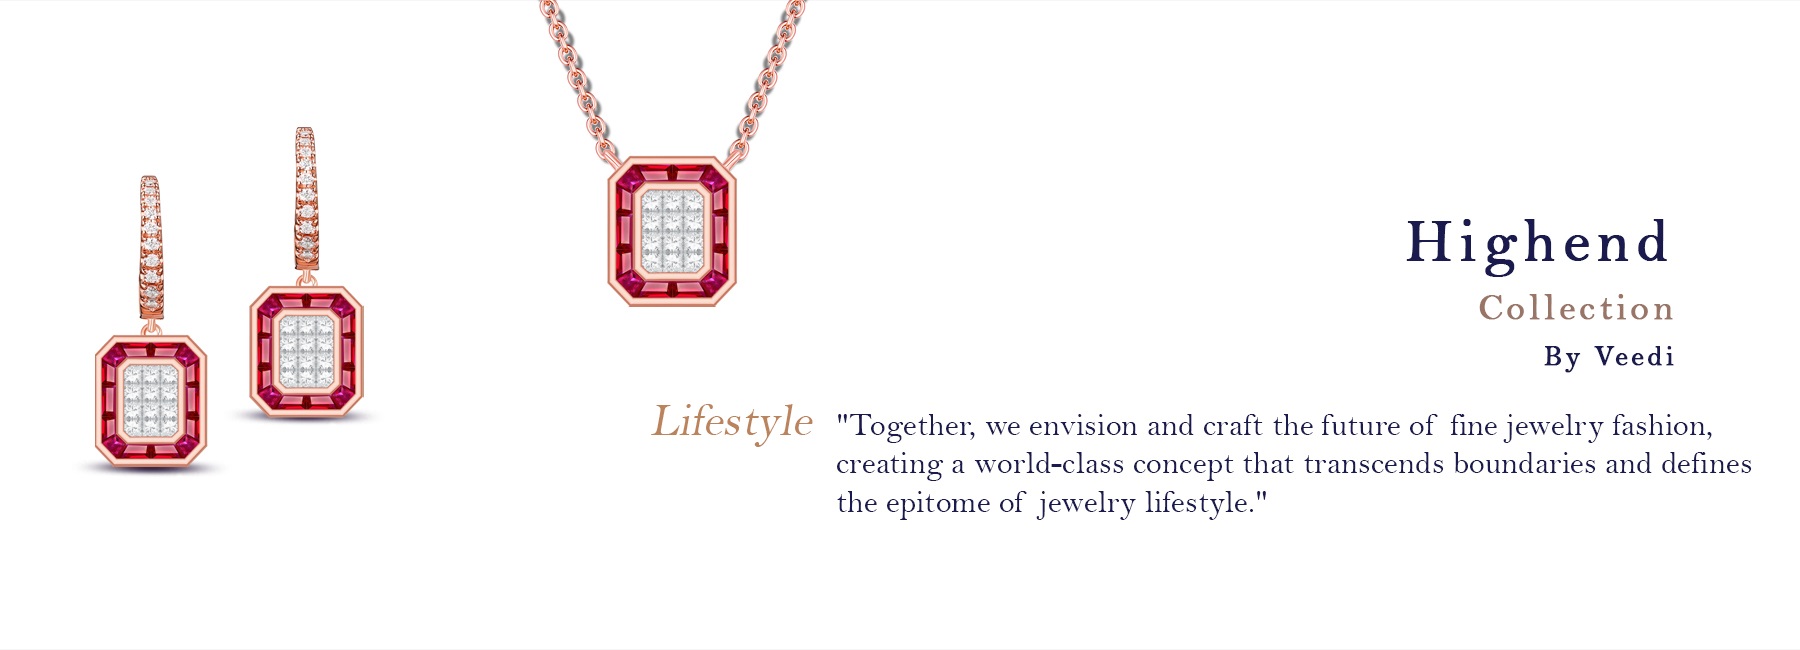 Highend
Collection
By Veedi
Lifestyle
"Together, we envision and craft the future of fine jewelry fashion,
creating a world-class concept that transcends boundaries and defines
the epitome of jewelry lifestyle."